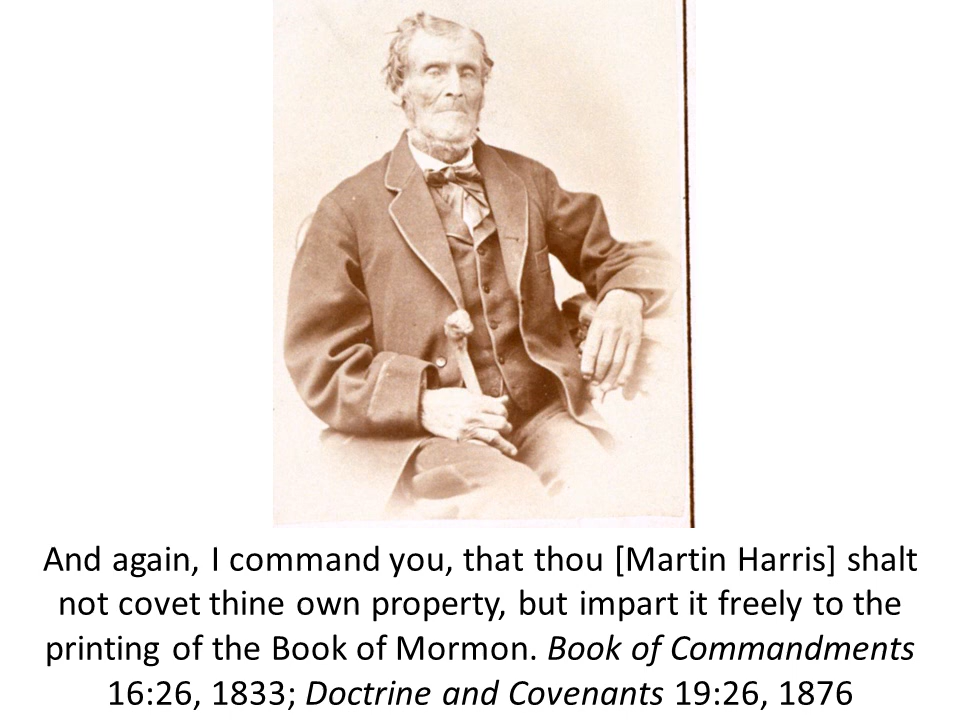 And again, I command you, that thou [Martin Harris] shalt
not covet thine own property, but impart it freely to the
printing of the Book of Mormon. Book of Commandments
16:26, 1833; Doctrine and Covenants 19:26, 1876